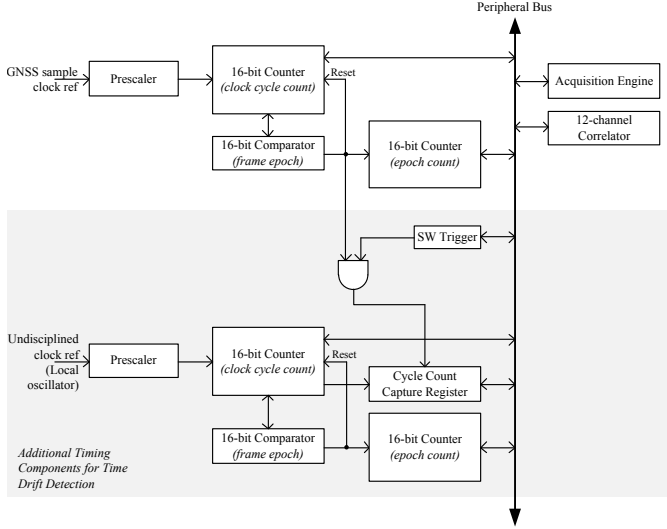 Peripheral Bus
GNSS sample
clock ref
Prescaler
16-bit Counter
(clock cycle count)
Reset
Acquisition Engine
12-channel
Correlator
16-bit Comparator
(frame epoch)
16-bit Counter
(epoch count)
SW Trigger
Undisciplined
clock ref
(Local
oscillator)
Prescaler
16-bit Counter
(clock cycle count)
Reset
Cycle Count
Capture Register
16-bit Comparator
(frame epoch)
16-bit Counter
(epoch count)
Additional Timing
Components for Time
Drift Detection